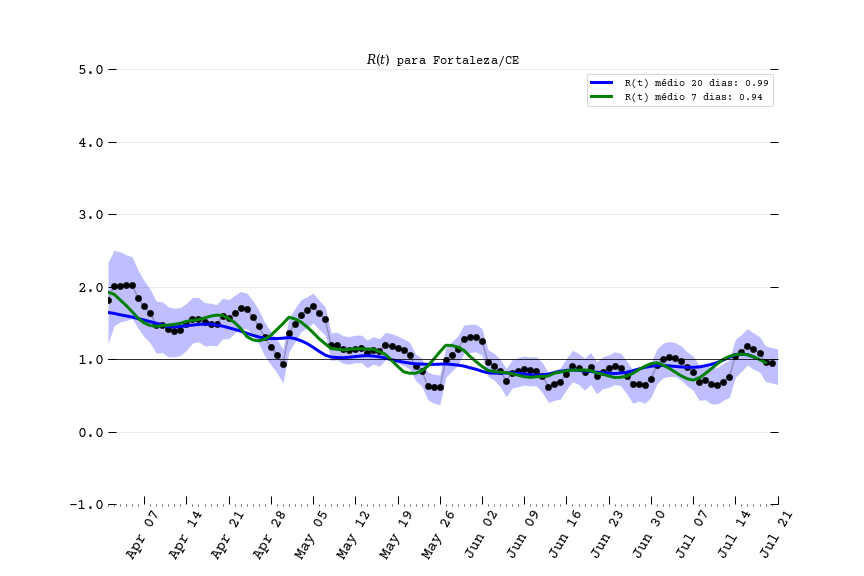 R(t) para Fortaleza/CE
R(t) médio 20 dias: 0.99
R(t) médio 7 dias: 0.94
5.0
4.0
3.0
2.0
1.0
0.0
-1.0
Apr 07
Apr 14
Apr 21
Apr 28
May 05
May 12
May 19
May 26
Jun 02
Jun 09
Jun 16
Jun 23
Jun 30
Jul 07
Jul 14
Jul 21